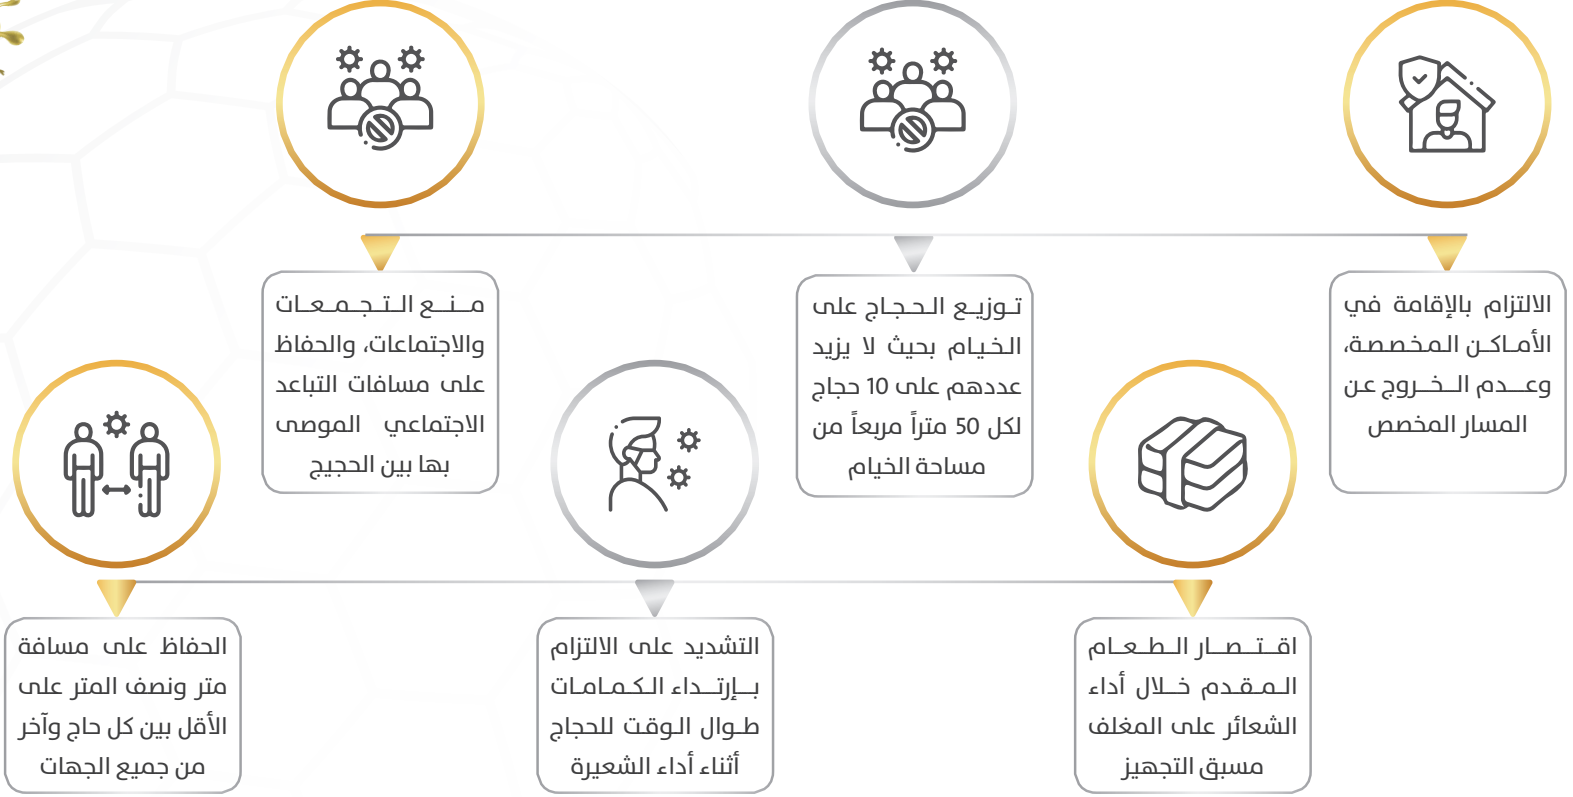 الالتزام بالإقامة في
الأماكن المخصصة،
وعدم الخروج عن
المسار المخصص
توزيع الحجاج على
الخيام بحيث لا يزيد
عددهم على 10 حجاج
لكل 50 متراً مربعاً من
مساحة الخيام
منع التجمعات
والاجتماعات، والحفاظ
على مسافات التباعد
الاجتماعي الموصى
بها بين الحجيج
اقتصار الطعام
المقدم خلال أداء
الشعائر على المغلف
مسبق التجهيز
التشديد على الالتزام
بإرتداء الكمامات
طوال الوقت للحجاج
أثناء أداء الشعيرة
الحفاظ على مسافة
متر ونصف المتر على
الأقل بين كل حاج وآخر
من جميع الجهات